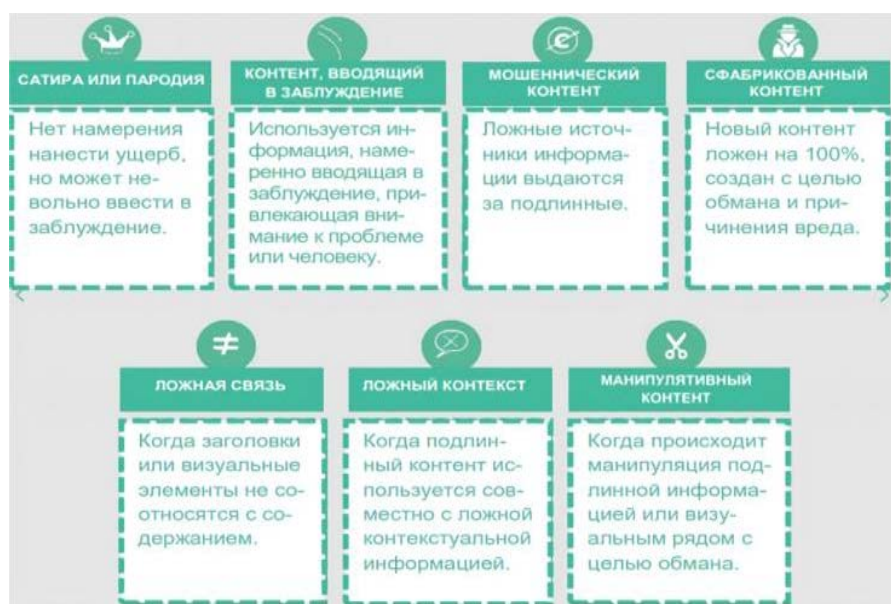 САТИРА ИЛИ ПАРОДИЯ
Нет намерения
нанести ущерб,
но может не-
вольно ввести в
заблуждение.
КОНТЕНТ, ВВОДЯЩИЙ
В ЗАБЛУЖДЕНИЕ
Используется ин-
формация, наме-
ренно вводящая в
заблуждение, при-
влекающая вни-
мание к проблеме
или человеку.
МОШЕННИЧЕСКИЙ
КОНТЕНТ
Ложные источ-
ники информа-
ции выдаются
за подлинные.
СФАБРИКОВАННЫЙ
КОНТЕНТ
Новый контент
ложен на 100%,
создан с целью
обмана и при-
чинения вреда.
ЛОЖНАЯ СВЯЗЬ
Когда заголовки
или визуальные
элементы не со-
относятся с со-
держанием.
ЛОЖНЫЙ КОНТЕКСТ
Когда подлин-
ный контент ис-
пользуется сов-
местно с ложной
контекстуальной
информацией.
МАНИПУЛЯТИВНЫЙ
КОНТЕНТ
Когда происходит
манипуляция под-
линной информа-
цией или визу-
альным рядом с
целью обмана.